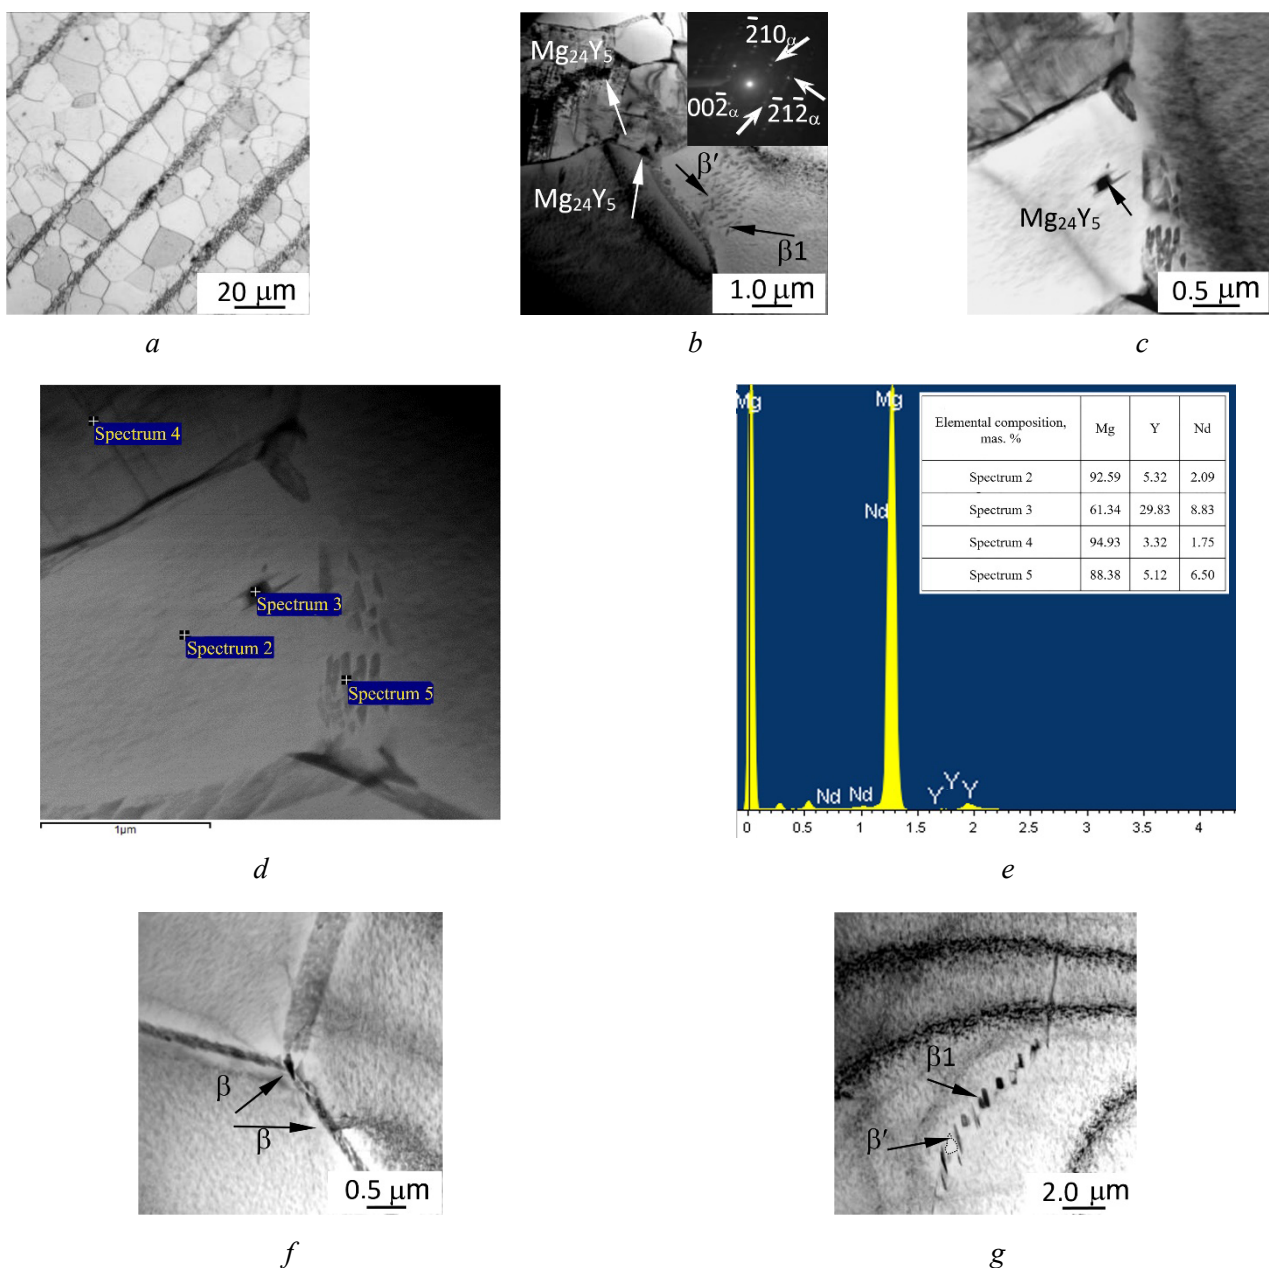 20 μm
a
Mg₂₄Y₅
Mg₂₄Y₅
2̄10α
002̄α
2̄12̄α
β′
β1
1.0 μm
b
Mg₂₄Y₅
0.5 μm
c
Spectrum 4
Spectrum 3
Spectrum 2
Spectrum 5
1μm
d
Mg
Mg
Nd
Nd
Nd
Y
Y
Y
0 0.5 1 1.5 2 2.5 3 3.5 4
Elemental composition, mas. % Mg Y Nd
Spectrum 2 92.59 5.32 2.09
Spectrum 3 61.34 29.83 8.83
Spectrum 4 94.93 3.32 1.75
Spectrum 5 88.38 5.12 6.50
e
β
β
0.5 μm
f
β1
β′
2.0 μm
g